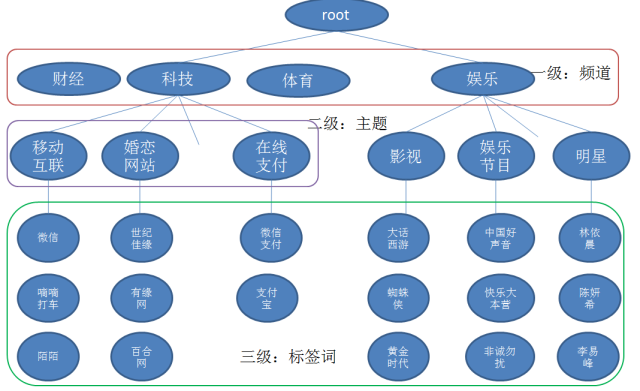 root
财经
科技
体育
娱乐
一级：频道
二级：主题
移动
互联
婚恋
网站
在线
支付
影视
娱乐
节目
明星
微信
世纪
佳缘
微信
支付
大话
西游
中国好
声音
林依
晨
嘀嘀
打车
有缘
网
支付
宝
蜘蛛
侠
快乐大
本营
陈妍
希
陌陌
百合
网
三级：标签词
黄金
时代
非诚勿
扰
李易
峰